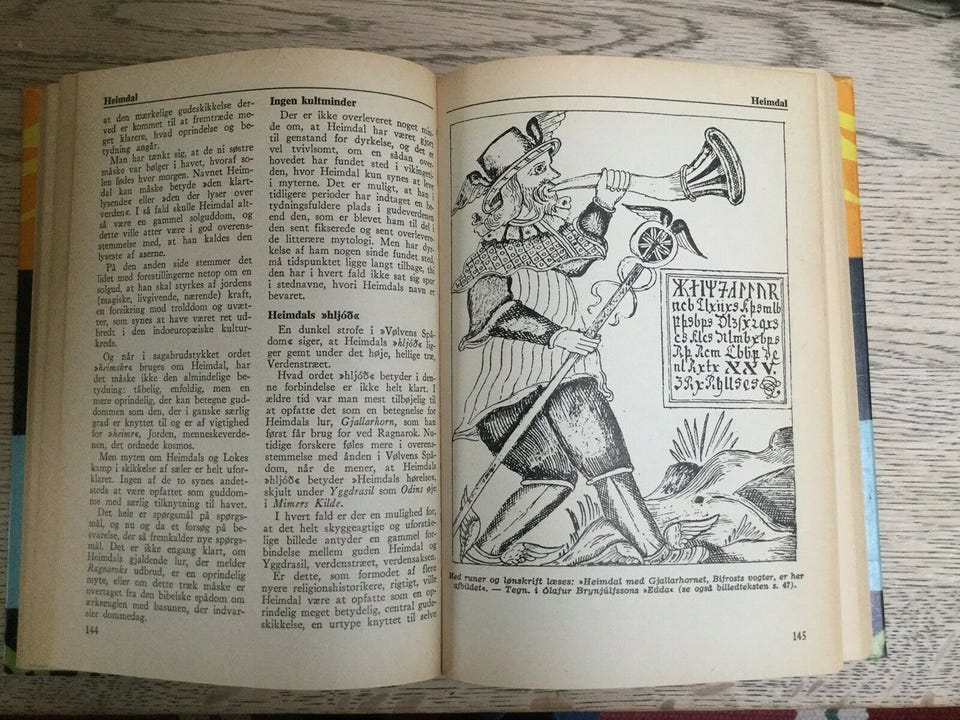 Heimdal
at den mærkelige gudeskikkelse der-
ved er kommet til at fremtræde me-
get klarere, hvad oprindelse og be-
tydning angår.
Man har tænkt sig, at de ni søstre
måske var bølger i havet, hvoraf so-
len fødes hver morgen. Navnet Heim-
dal kan måske betyde »den klart-
lysende« eller »den der lyser over
verden«. I så fald skulle Heimdal alt-
så være en gammel solguddom, og
dette ville atter være i god overens-
stemmelse med, at han kaldes den
lyseste af aserne.
På den anden side stemmer det
lidet med forestillingerne netop om en
solgud, at han skal styrkes af jordens
(magiske, livgivende, nærende) kraft,
en forsikring mod trolddom og uvæt-
ter, som synes at have været ret ud-
bredt i den indoeuropæiske kultur-
kreds.
Og når i sagabrudstykket ordet
»heimskr« bruges om Heimdal, har
det måske ikke den almindelige be-
tydning: tåbelig, enfoldig, men en
mere oprindelig, der kan betegne gud-
dommen som den, der i ganske særlig
grad er knyttet til og er af vigtighed
for »heimr«, Jorden, menneskeverde-
nen, det ordnede kosmos.
Men myten om Heimdals og Lokes
kamp i skikkelse af sæler er helt ufor-
klaret. Ingen af de to synes andet-
steds at være opfattet som guddom-
me med særlig tilknytning til havet.
Det hele er spørgsmål på spørgs-
mål, og nu og da et forsøg på be-
svarelse, der så fremkalder nye spørgs-
mål. Det er ikke engang klart, om
Heimdals gjaldende lur, der melder
Ragnaroks udbrud, er en oprindelig
myte, eller om dette træk måske er
overtaget fra den bibelske spådom om
ærkeenglen med basunen, der indvar-
sler dommedag.
144
Ingen kultminder
Der er ikke overleveret noget min-
de om, at Heimdal har været gjort
til genstand for dyrkelse, og det er
vel tvivlsomt, om en sådan over-
hovedet har fundet sted i vikinge-
tiden, hvor Heimdal kun synes at leve
i myterne. Det er muligt, at han i
tidligere perioder har indtaget en be-
tydningsfuldere plads i gudeverdenen
end den, som er blevet ham til del i
den sent fikserede og sent overlevere-
de litterære mytologi. Men har dyr-
kelse af ham nogen sinde fundet sted,
må tidspunktet ligge langt tilbage, thi
den har i hvert fald ikke sat sig spor
i stednavne, hvori Heimdals navn er
bevaret.
Heimdals »hljóð«
En dunkel strofe i »Vølvens Spå-
dom« siger, at Heimdals »hljóð« lig-
ger gemt under det høje, hellige træ,
Verdenstræet.
Hvad ordet »hljóð« betyder i den-
ne forbindelse er ikke helt klart. I
ældre tid var man mest tilbøjelig til
at opfatte det som en betegnelse for
Heimdals lur, Gjallarhorn, som han
først får brug for ved Ragnarok. Nu-
tidige forskere føles mere i overens-
stemmelse med ånden i Vølvens Spå-
dom, når de mener, at Heimdals
»hljóð« betyder »Heimdals hørelse«,
skjult under Yggdrasil som Odins øje
i Mimers Kilde.
I hvert fald er der en mulighed for,
at det helt skyggeagtige og uforståe-
lige billede antyder en gammel for-
bindelse mellem guden Heimdal og
Yggdrasil, verdenstræet, verdensaksen.
Er dette, som formodet af flere
nyere religionshistorikere, rigtigt, ville
Heimdal være at opfatte som en op-
rindelig meget betydelig, central gude-
skikkelse, en urtype knyttet til selve
Heimdal
XXV.
Med runer og lønskrift læses: »Heimdal med Gjallarhornet, Bifrosts vogter, er her
afbildet«. — Tegn. i Ólafur Brynjúlfssons »Edda« (se også billedteksten s. 47).
145